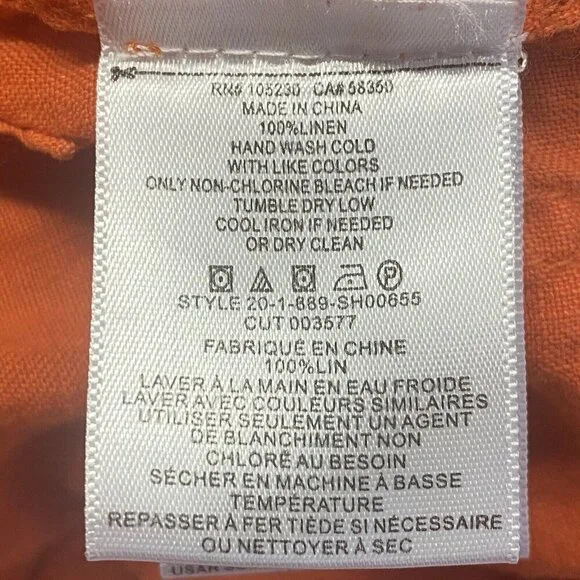 RN# 105230 CA# 58350
MADE IN CHINA
100%LINEN
HAND WASH COLD
WITH LIKE COLORS
ONLY NON-CHLORINE BLEACH IF NEEDED
TUMBLE DRY LOW
COOL IRON IF NEEDED
OR DRY CLEAN
P
STYLE 20-1-889-SH00655
CUT 003577
FABRIQUÉ EN CHINE
100%LIN
LAVER À LA MAIN EN EAU FROIDE
LAVER AVEC COULEURS SIMILAIRES
UTILISER SEULEMENT UN AGENT
DE BLANCHIMENT NON
CHLORÉ AU BESOIN
SÉCHER EN MACHINE À BASSE
TEMPÉRATURE
REPASSER À FER TIÈDE SI NÉCESSAIRE
OU NETTOYER À SEC